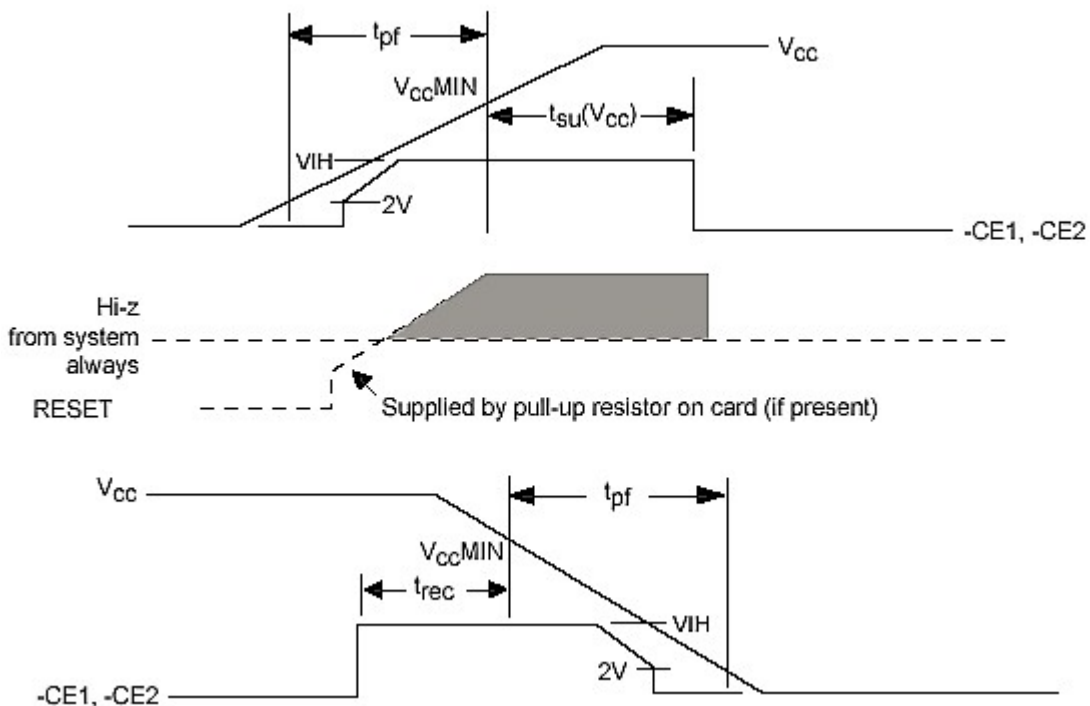 tpf
Vcc
VccMIN
tsu(Vcc)
VIH
2V
-CE1, -CE2
Hi-z
from system
always
RESET
Supplied by pull-up resistor on card (if present)
Vcc
tpf
VccMIN
trec
VIH
2V
-CE1, -CE2